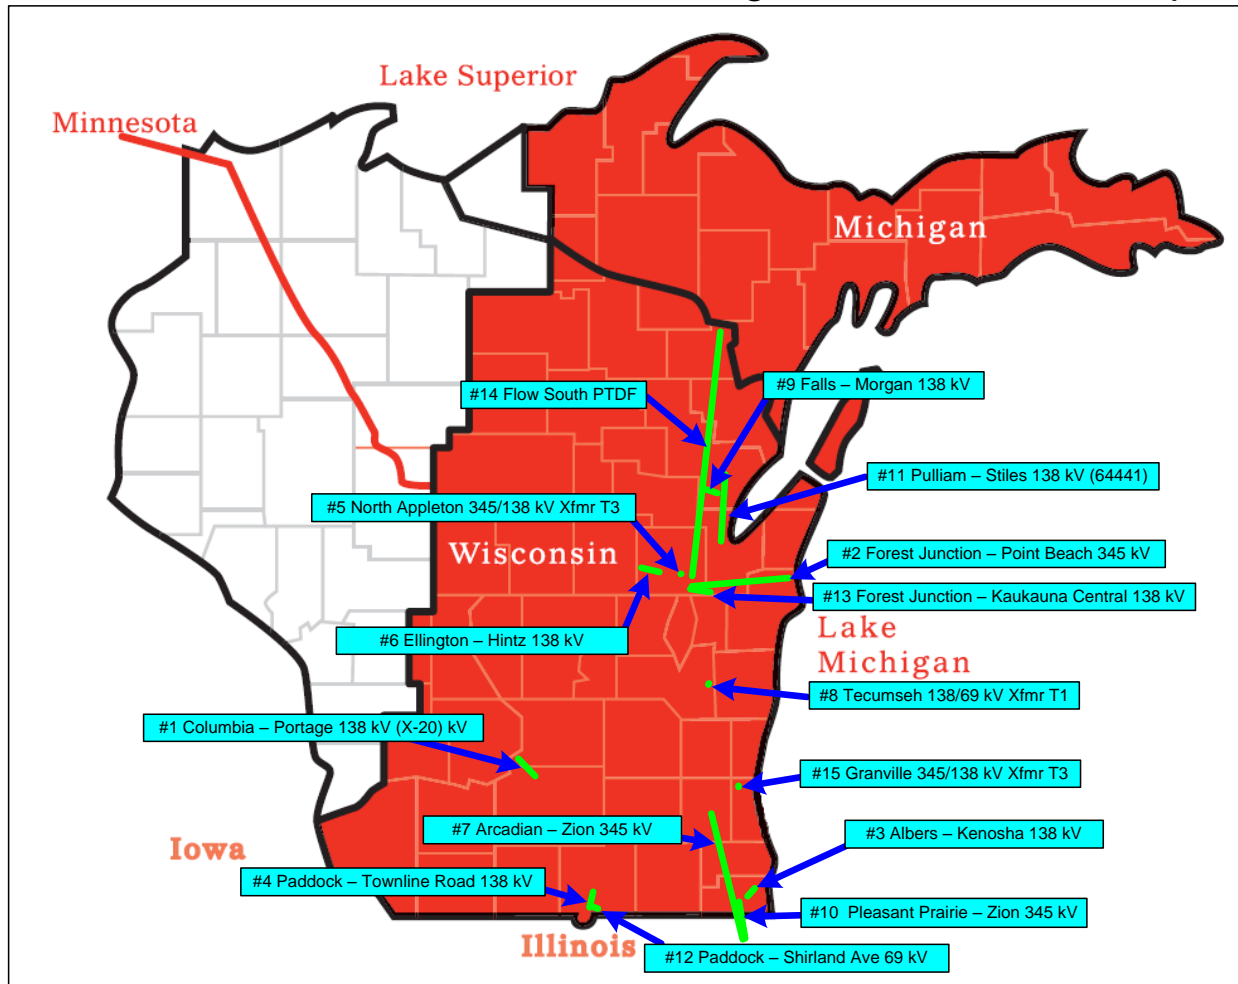 Lake Superior
Minnesota
Michigan
#9 Falls – Morgan 138 kV
#14 Flow South PTDF
#11 Pulliam – Stiles 138 kV (64441)
#5 North Appleton 345/138 kV Xfmr T3
Wisconsin
#2 Forest Junction – Point Beach 345 kV
#13 Forest Junction – Kaukauna Central 138 kV
#6 Ellington – Hintz 138 kV
Lake
Michigan
#8 Tecumseh 138/69 kV Xfmr T1
#1 Columbia – Portage 138 kV (X-20) kV
#15 Granville 345/138 kV Xfmr T3
#7 Arcadian – Zion 345 kV
#3 Albers – Kenosha 138 kV
Iowa
#4 Paddock – Townline Road 138 kV
#10 Pleasant Prairie – Zion 345 kV
Illinois
#12 Paddock – Shirland Ave 69 kV